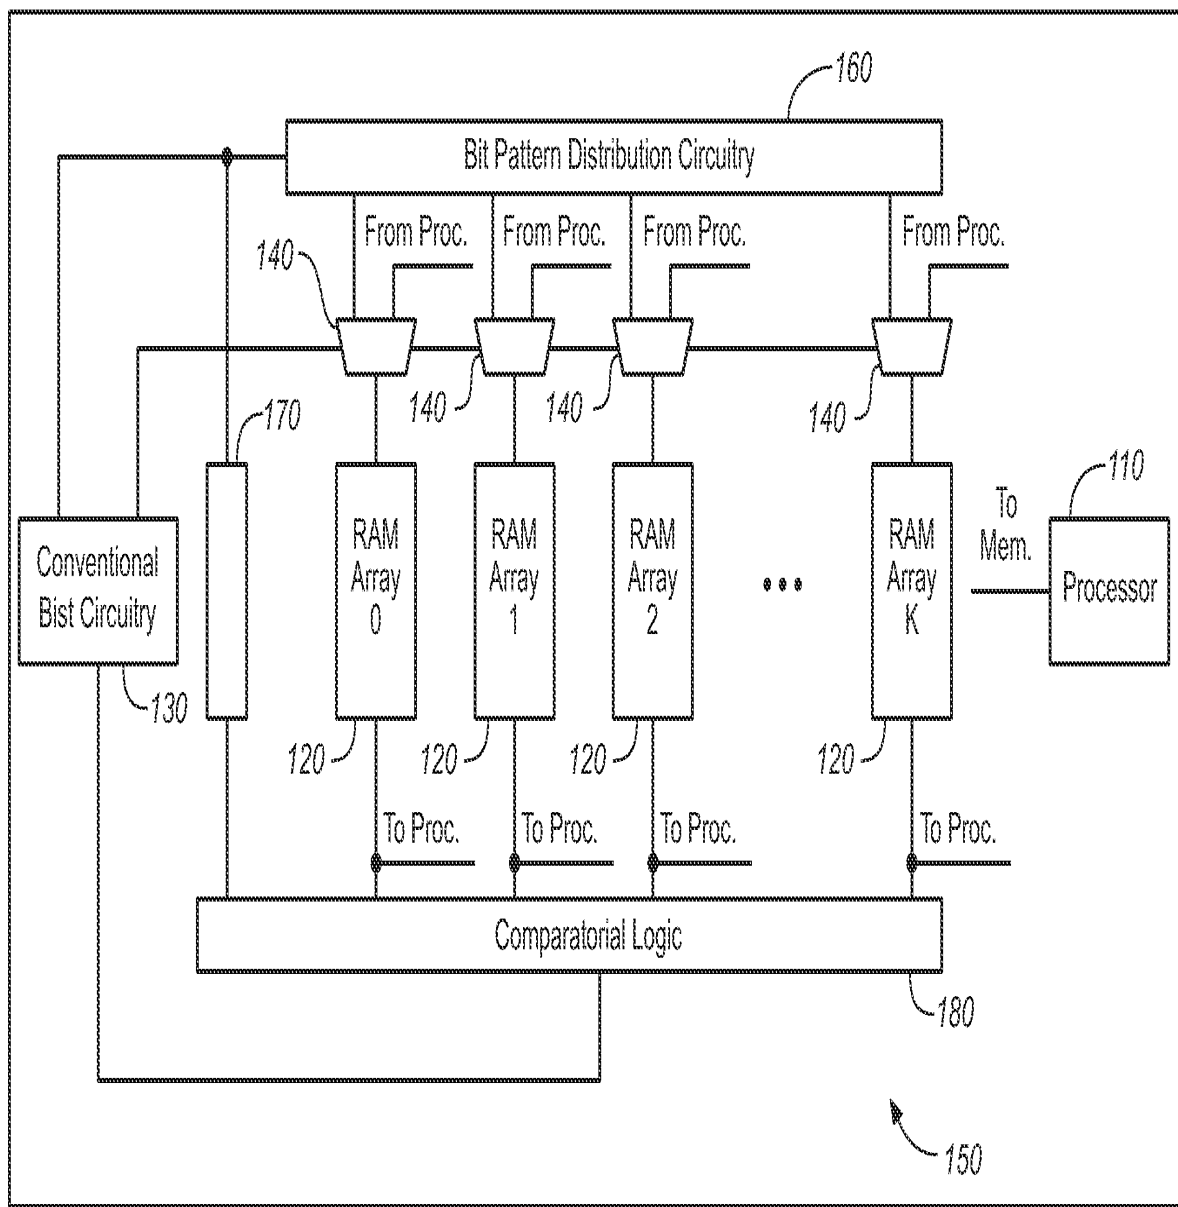 160
Bit Pattern Distribution Circuitry
From Proc.
From Proc.
From Proc.
From Proc.
140
140
140
140
170
110
Conventional
Bist Circuitry
RAM
Array
0
RAM
Array
1
RAM
Array
2
...
RAM
Array
K
To
Mem.
Processor
130
120
120
120
120
To Proc.
To Proc.
To Proc.
To Proc.
Comparatorial Logic
180
150